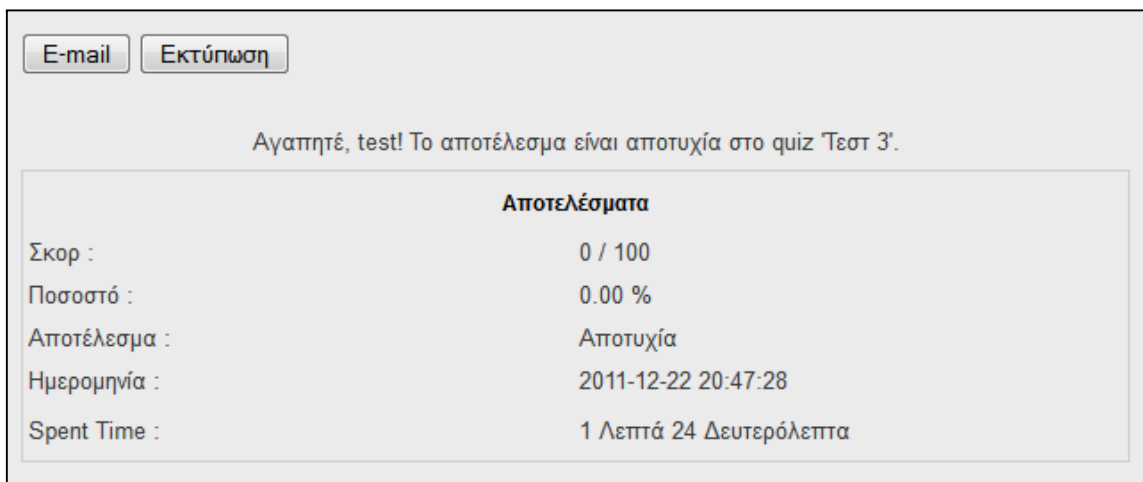 E-mail Εκτύπωση
Αγαπητέ, test! Το αποτέλεσμα είναι αποτυχία στο quiz 'Τεστ 3'.
Αποτελέσματα
Σκορ : 0 / 100
Ποσοστό : 0.00 %
Αποτέλεσμα : Αποτυχία
Ημερομηνία : 2011-12-22 20:47:28
Spent Time : 1 Λεπτά 24 Δευτερόλεπτα